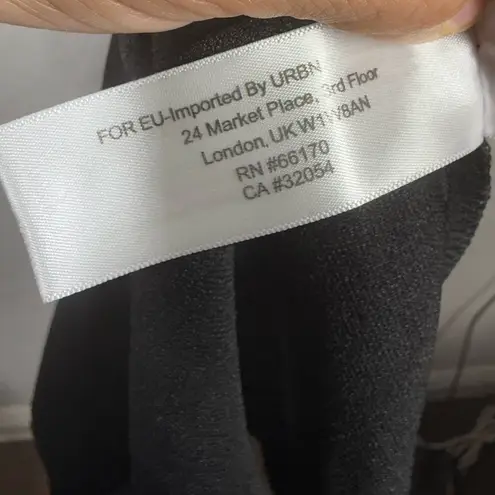 FOR EU-Imported By URBN
24 Market Place, 3rd Floor
London, UK W1W8AN
RN #66170
CA #32054